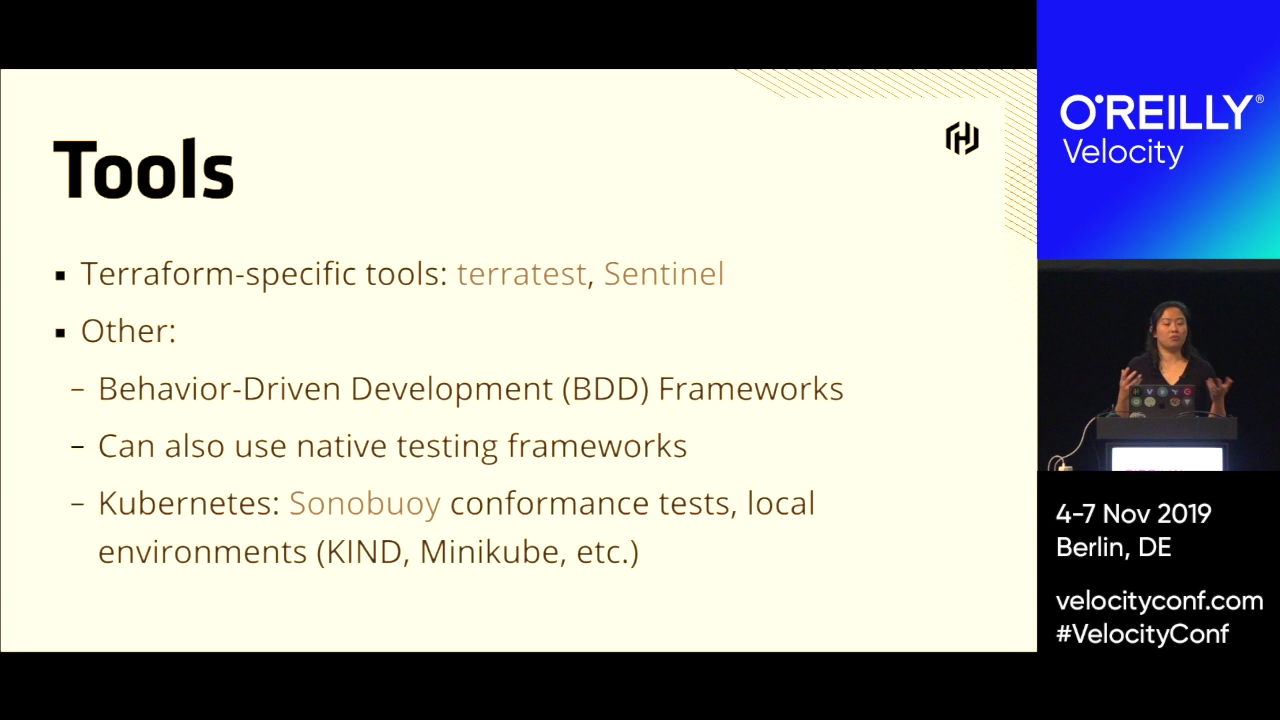 Tools
▪ Terraform-specific tools: terratest, Sentinel
▪ Other:
– Behavior-Driven Development (BDD) Frameworks
– Can also use native testing frameworks
– Kubernetes: Sonobuoy conformance tests, local
environments (KIND, Minikube, etc.)
O'REILLY®
Velocity
4-7 Nov 2019
Berlin, DE
velocityconf.com
#VelocityConf